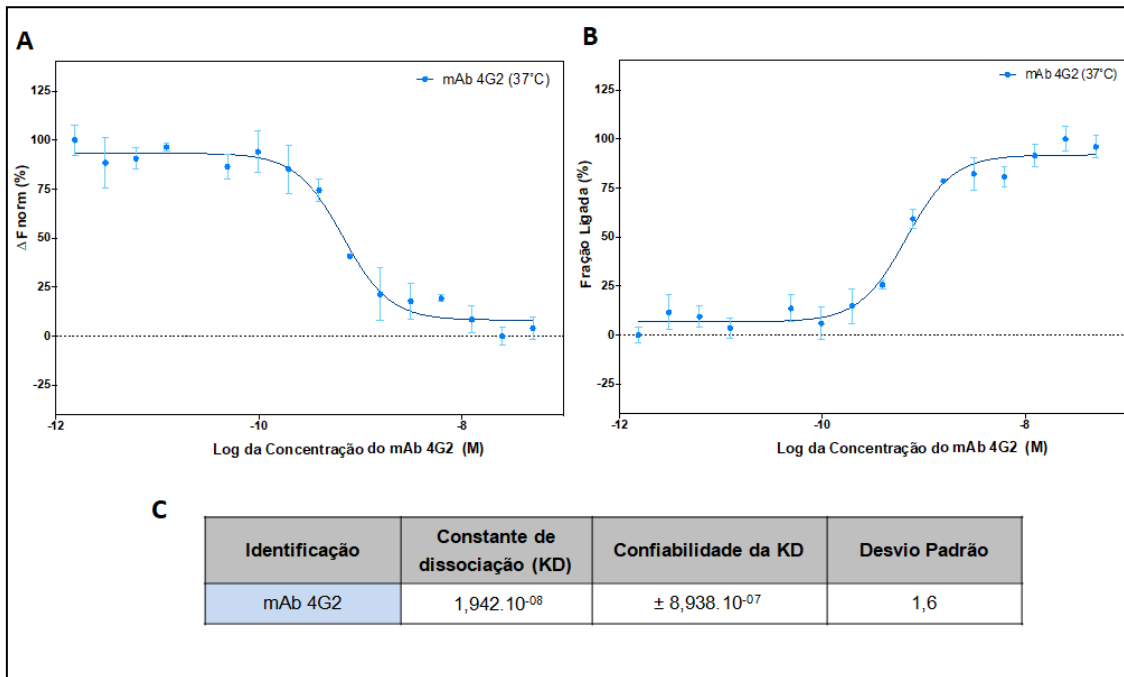 A
mAb 4G2 (37°C)
125
100
75
50
25
0
-25
Δ Fnorm (%)
-12
-10
-8
Log da Concentração do mAb 4G2 (M)
B
mAb 4G2 (37°C)
125
100
75
50
25
0
-25
Fração Ligada (%)
-12
-10
-8
Log da Concentração do mAb 4G2 (M)
C
Identificação
Constante de
dissociação (KD)
Confiabilidade da KD
Desvio Padrão
mAb 4G2
1,942.10⁻⁰⁸
± 8,938.10⁻⁰⁷
1,6